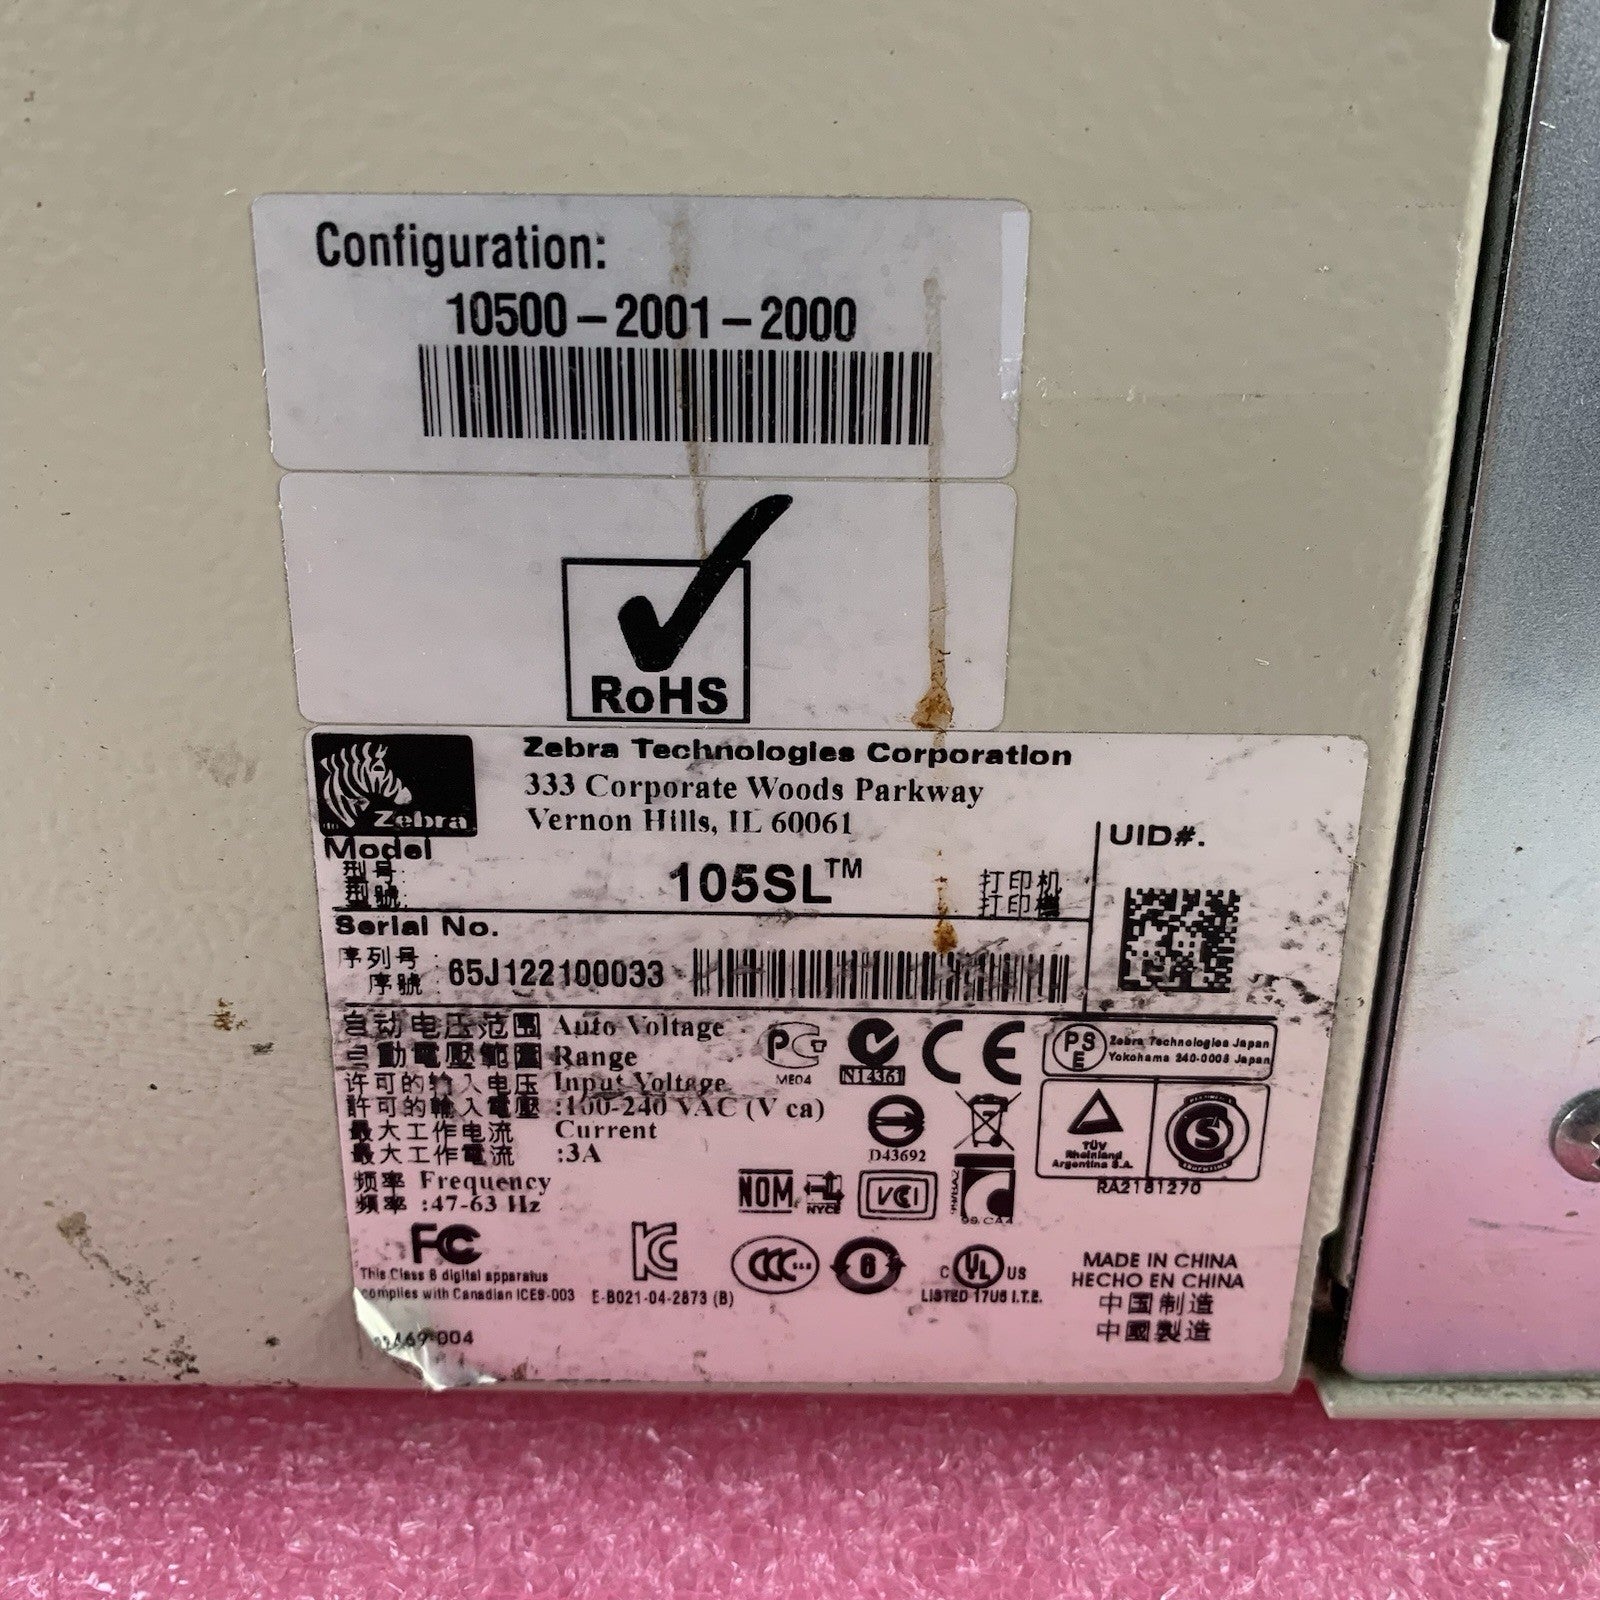 Configuration:
10500-2001-2000
RoHS
Zebra
Zebra Technologies Corporation
333 Corporate Woods Parkway
Vernon Hills, IL 60061
Model
型号:
型號:
105SL™
打印机
打印機
UID#.
Serial No.
序列号
序號:
65J122100033
自动电压范围 Auto Voltage
自動電壓範圍 Range
许可的输入电压 Input Voltage
許可的輸入電壓 :100-240 VAC (V ca)
最大工作电流 Current
最大工作電流 :3A
频率 Frequency
頻率 :47-63 Hz
ME04
N14361
CE
PSE
Zebra Technologies Japan
Yokohama 240-0005 Japan
D43692
TÜV
Rheinland
Argentina S.A.
S
RA2181270
NOM
NYCE
VCI
FC
This Class B digital apparatus
complies with Canadian ICES-003
E-B021-04-2673 (B)
CCC
6
C UL US
LISTED 17U6 I.T.E.
MADE IN CHINA
HECHO EN CHINA
中国制造
中國製造